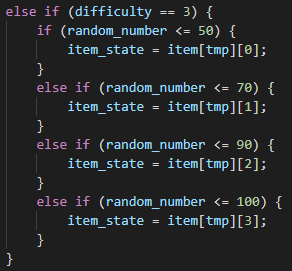 else if (difficulty == 3) {
    if (random_number <= 50) {
        item_state = item[tmp][0];
    }
    else if (random_number <= 70) {
        item_state = item[tmp][1];
    }
    else if (random_number <= 90) {
        item_state = item[tmp][2];
    }
    else if (random_number <= 100) {
        item_state = item[tmp][3];
    }
}